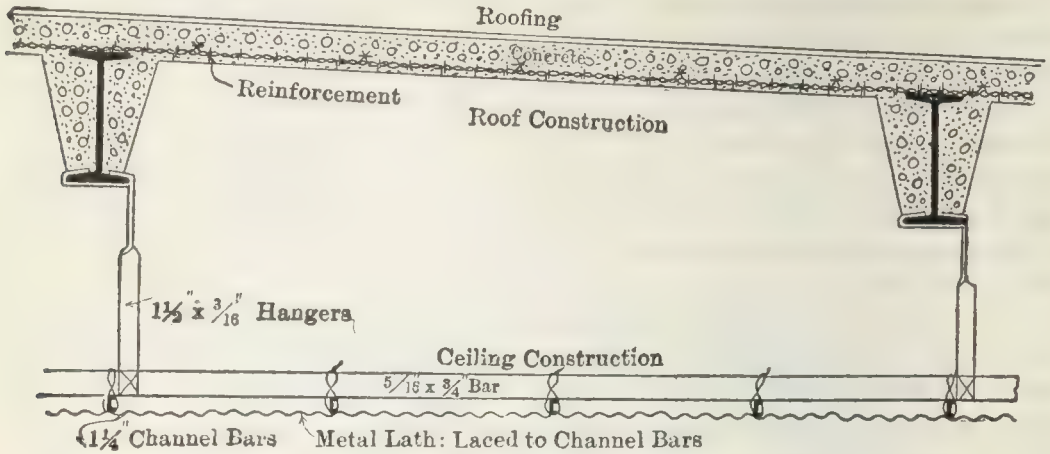 Roofing
Concrete
Reinforcement
Roof Construction
1½" x 3/16" Hangers
Ceiling Construction
5/16" x 3/4" Bar
1¼" Channel Bars
Metal Lath: Laced to Channel Bars